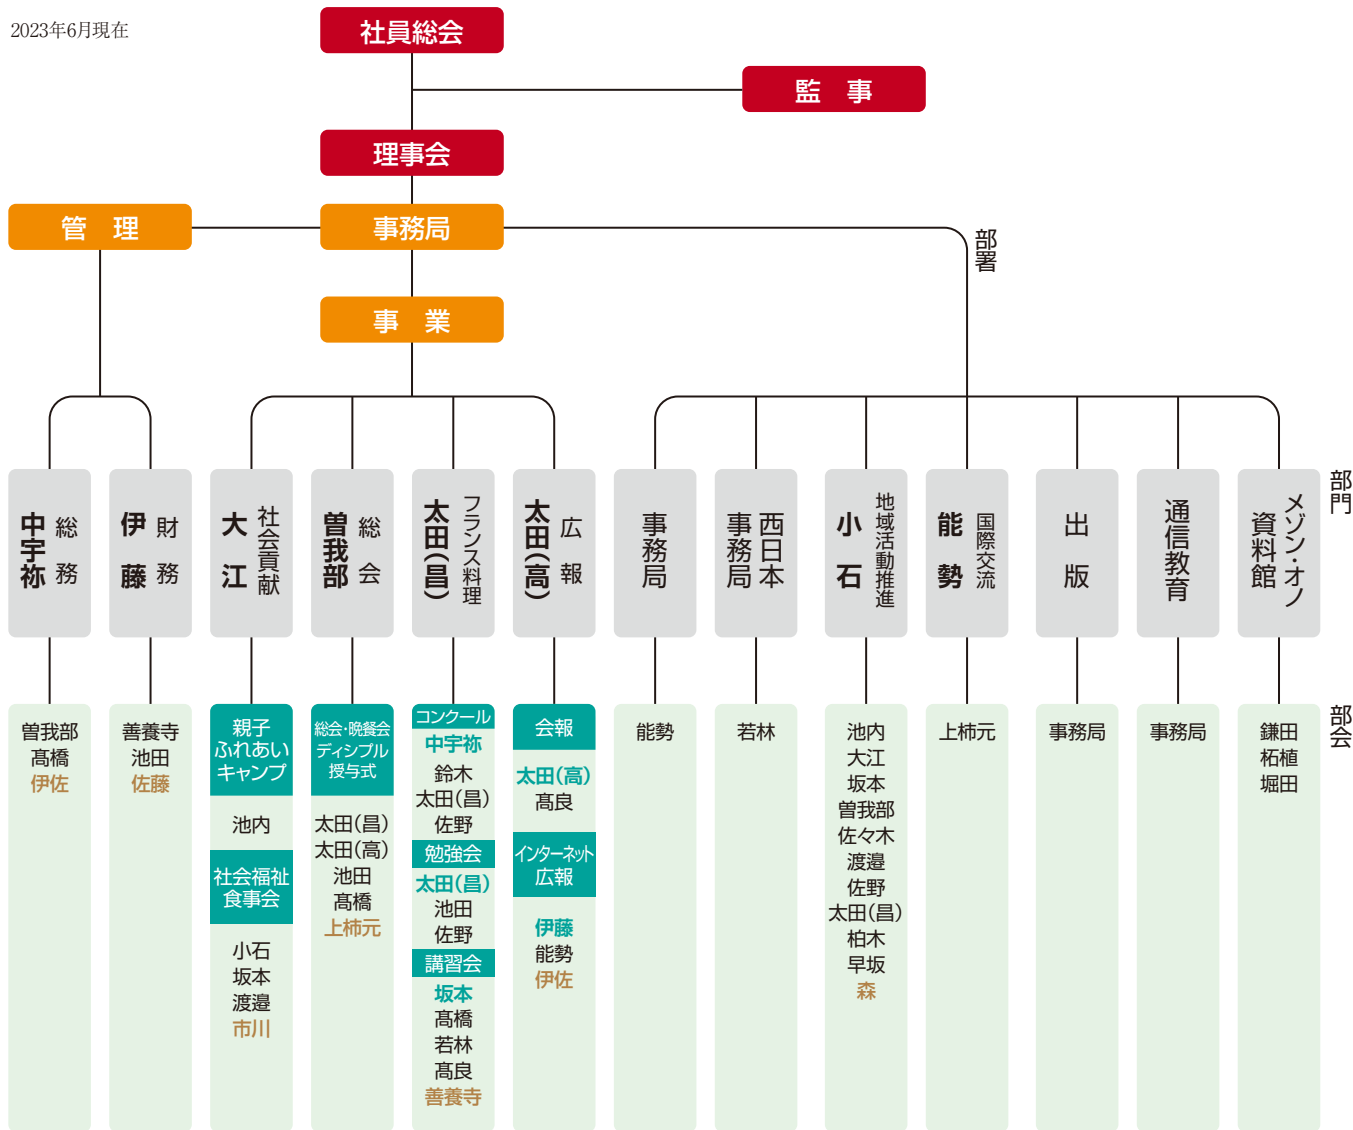 2023年6月現在
社員総会
監　事
理事会
管　理
事務局
部署
事　業
部門
総　務
中宇祢
財　務
伊　藤
社会貢献
大　江
総　会
曽我部
フランス料理
太田（昌）
広　報
太田（高）
事務局
西日本
事務局
地域活動推進
小　石
国際交流
能　勢
出　版
通信教育
メゾン・オノ
資料館
部会
曽我部
髙橋
伊佐
善養寺
池田
佐藤
親子
ふれあい
キャンプ
池内
社会福祉
食事会
小石
坂本
渡邉
市川
総会・晩餐会
ディシプル
授与式
太田（昌）
太田（高）
池田
髙橋
上柿元
コンクール
中宇祢
鈴木
太田（昌）
佐野
勉強会
太田（昌）
池田
佐野
講習会
坂本
髙橋
若林
髙良
善養寺
会報
太田（高）
髙良
インターネット
広報
伊藤
能勢
伊佐
能勢
若林
池内
大江
坂本
曽我部
佐々木
渡邉
佐野
太田（昌）
柏木
早坂
森
上柿元
事務局
事務局
鎌田
柘植
堀田